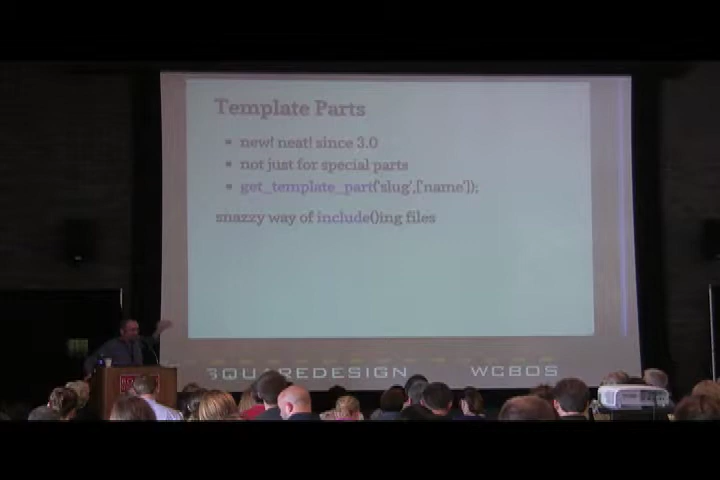 Template Parts
new! neat! since 3.0
not just for special parts
get_template_part('slug',['name']);
snazzy way of include()ing files
SQUAREDESIGN WCBOS